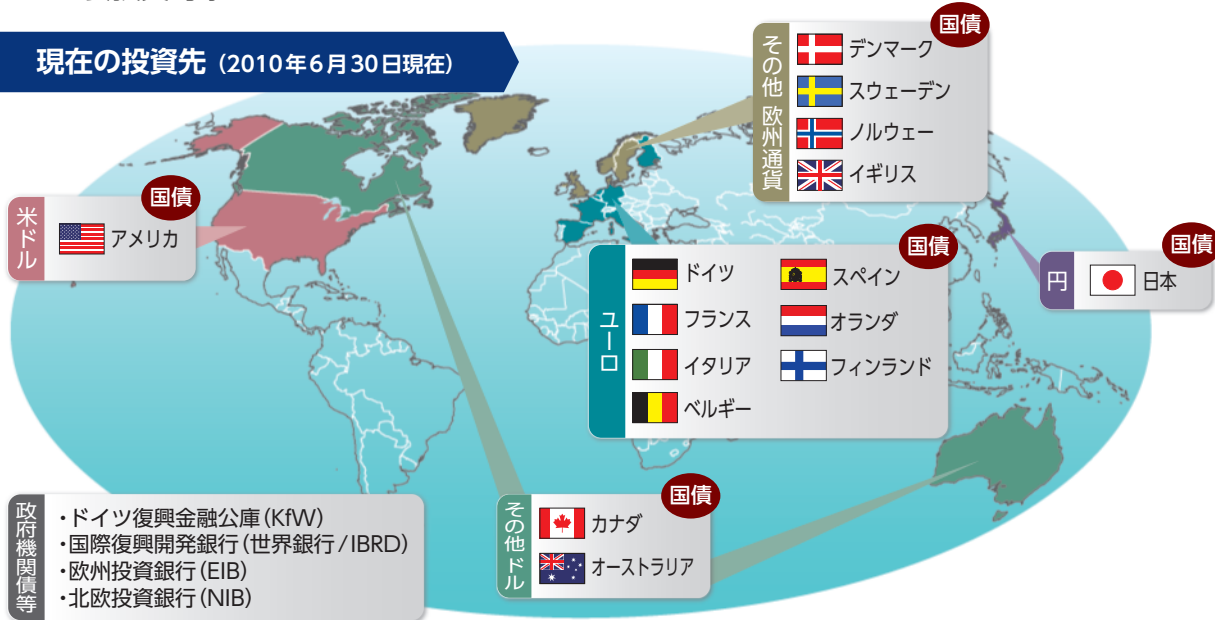 現在の投資先（2010年6月30日現在）
その他 欧州通貨
国債
デンマーク
スウェーデン
ノルウェー
イギリス
米ドル
国債
アメリカ
ユーロ
国債
ドイツ
フランス
イタリア
ベルギー
スペイン
オランダ
フィンランド
円
国債
日本
政府機関債等
・ドイツ復興金融公庫（KfW）
・国際復興開発銀行（世界銀行/IBRD）
・欧州投資銀行（EIB）
・北欧投資銀行（NIB）
その他ドル
国債
カナダ
オーストラリア